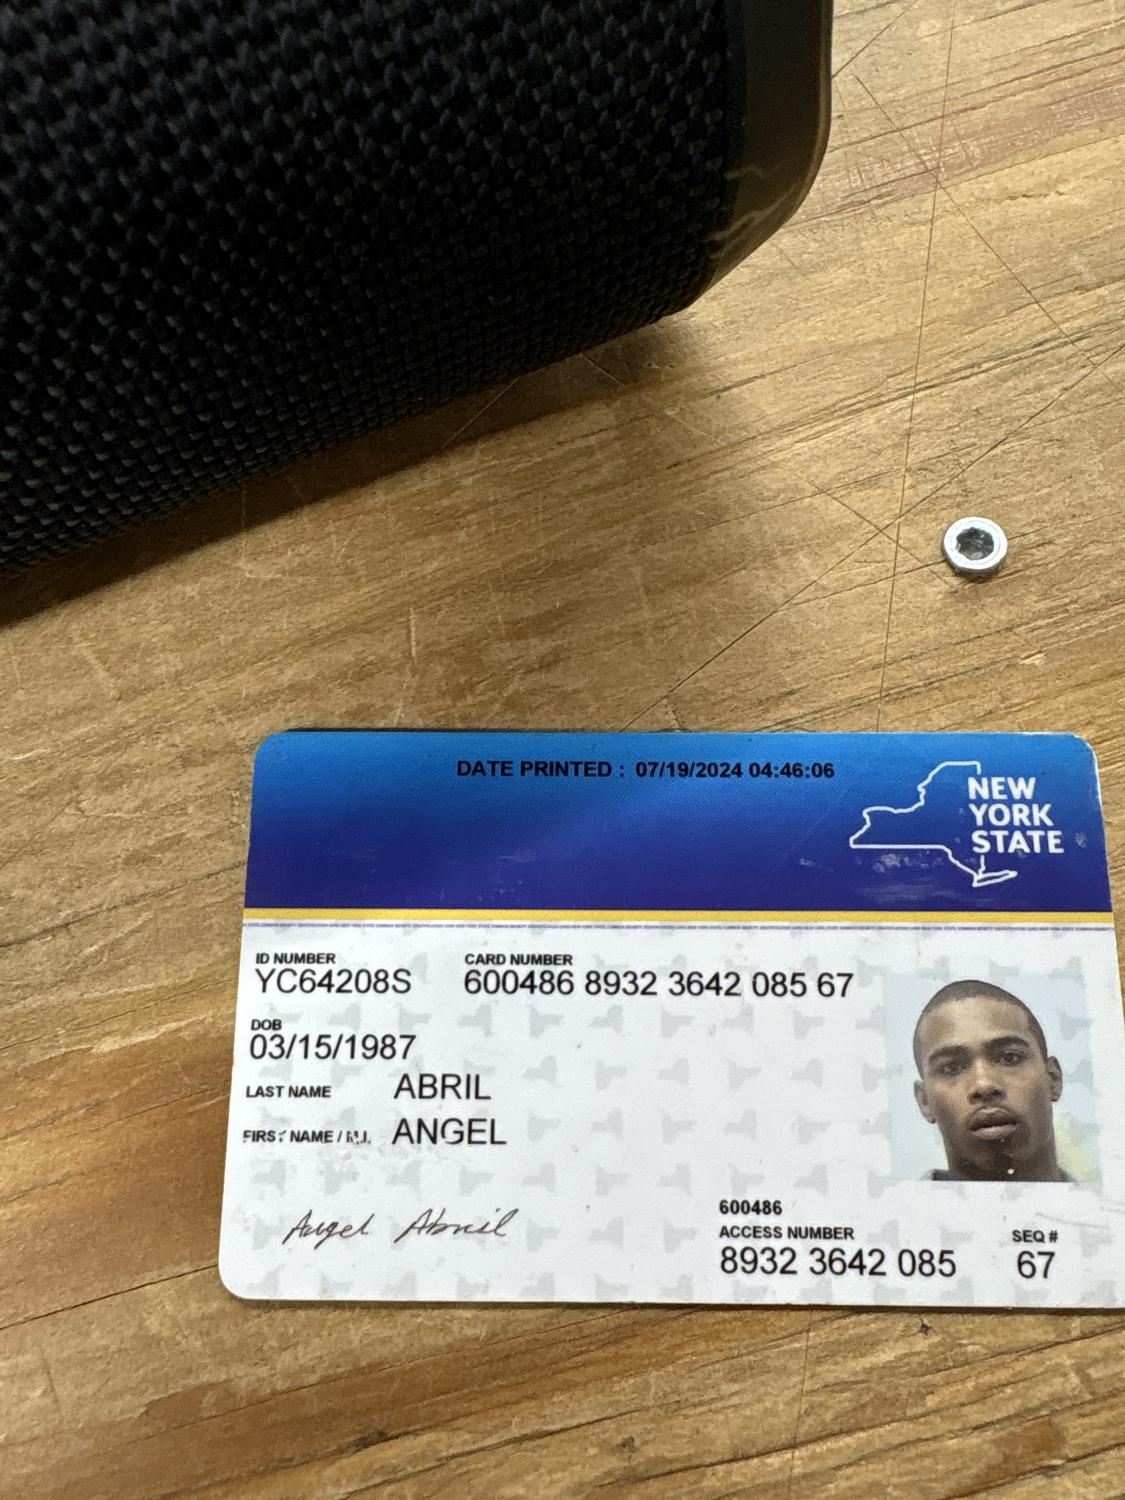 DATE PRINTED : 07/19/2024 04:46:06
NEW
YORK
STATE
ID NUMBER
YC64208S
CARD NUMBER
600486 8932 3642 085 67
DOB
03/15/1987
LAST NAME ABRIL
FIRST NAME / M.I. ANGEL
Angel Abril
600486
ACCESS NUMBER
8932 3642 085
SEQ #
67